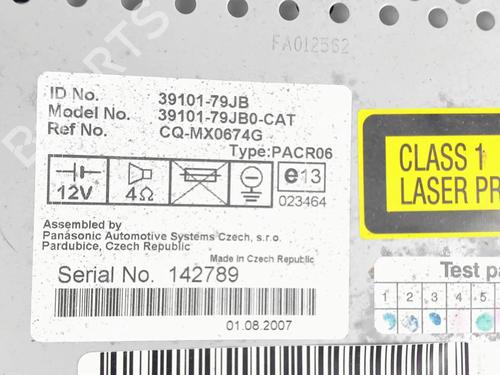 FA012562
ID No. 39101-79JB
Model No. 39101-79JB0-CAT
Ref No. CQ-MX0674G
Type:PACR06
12V 4Ω e13
023464
Assembled by
Panasonic Automotive Systems Czech, s.r.o.
Pardubice, Czech Republic
Made in Czech Republic
Serial No. 142789
01.08.2007
CLASS 1
LASER PR
Test pa
1 2 3 4 5